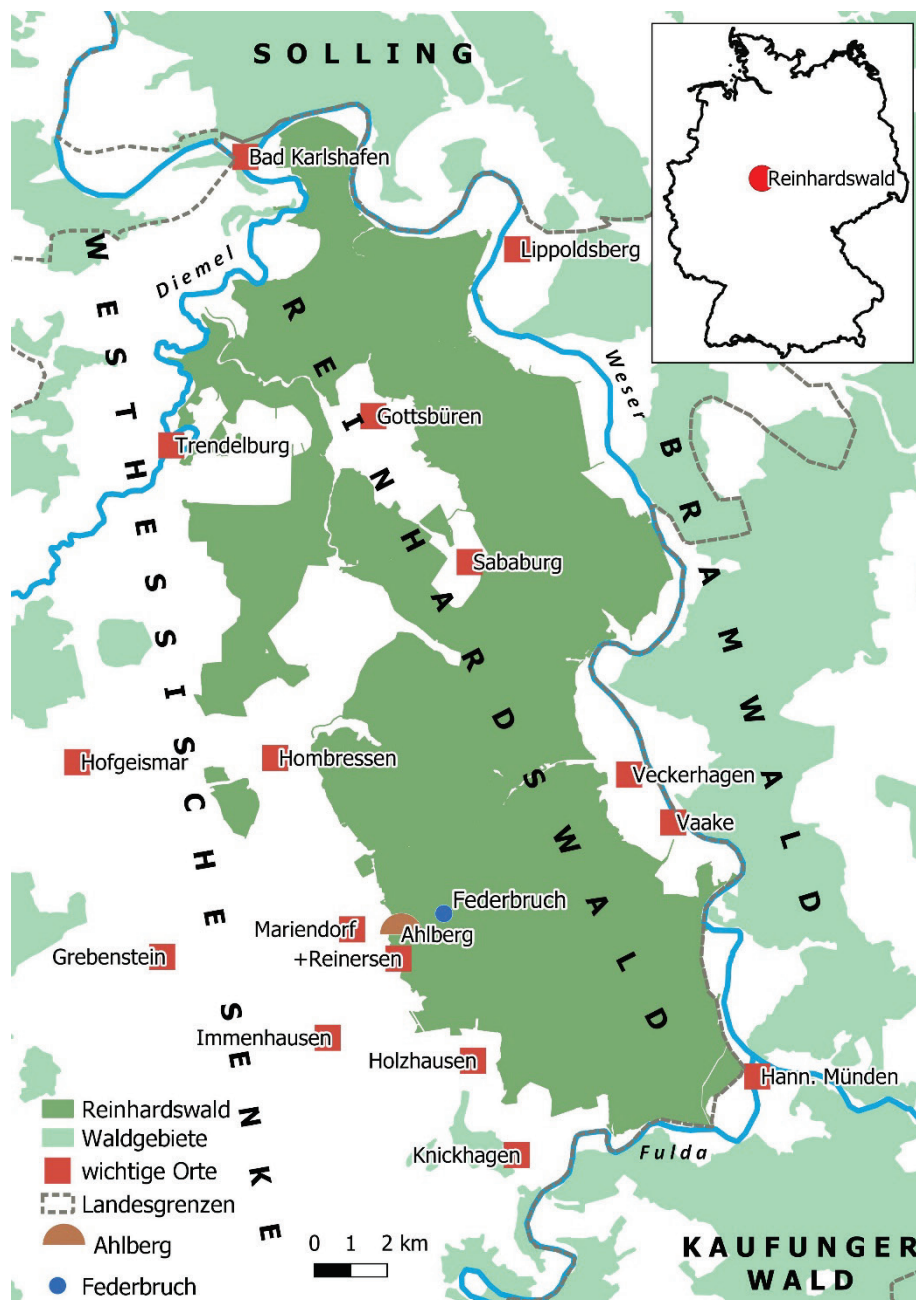 SOLLING
Reinhardswald
Bad Karlshafen
Lippoldsberg
Diemel
WESTHESSISCHE SENKE
REINHARDSWALD
Weser
BRAMWALD
Gottsbüren
Trendelburg
Sababurg
Hofgeismar
Hombressen
Veckerhagen
Vaake
Federbruch
Mariendorf
Ahlberg
Grebenstein
+Reinersen
Immenhausen
Holzhausen
Hann. Münden
Knickhagen
Fulda
Reinhardswald
Waldgebiete
wichtige Orte
Landesgrenzen
Ahlberg
Federbruch
0 1 2 km
KAUFUNGER
WALD